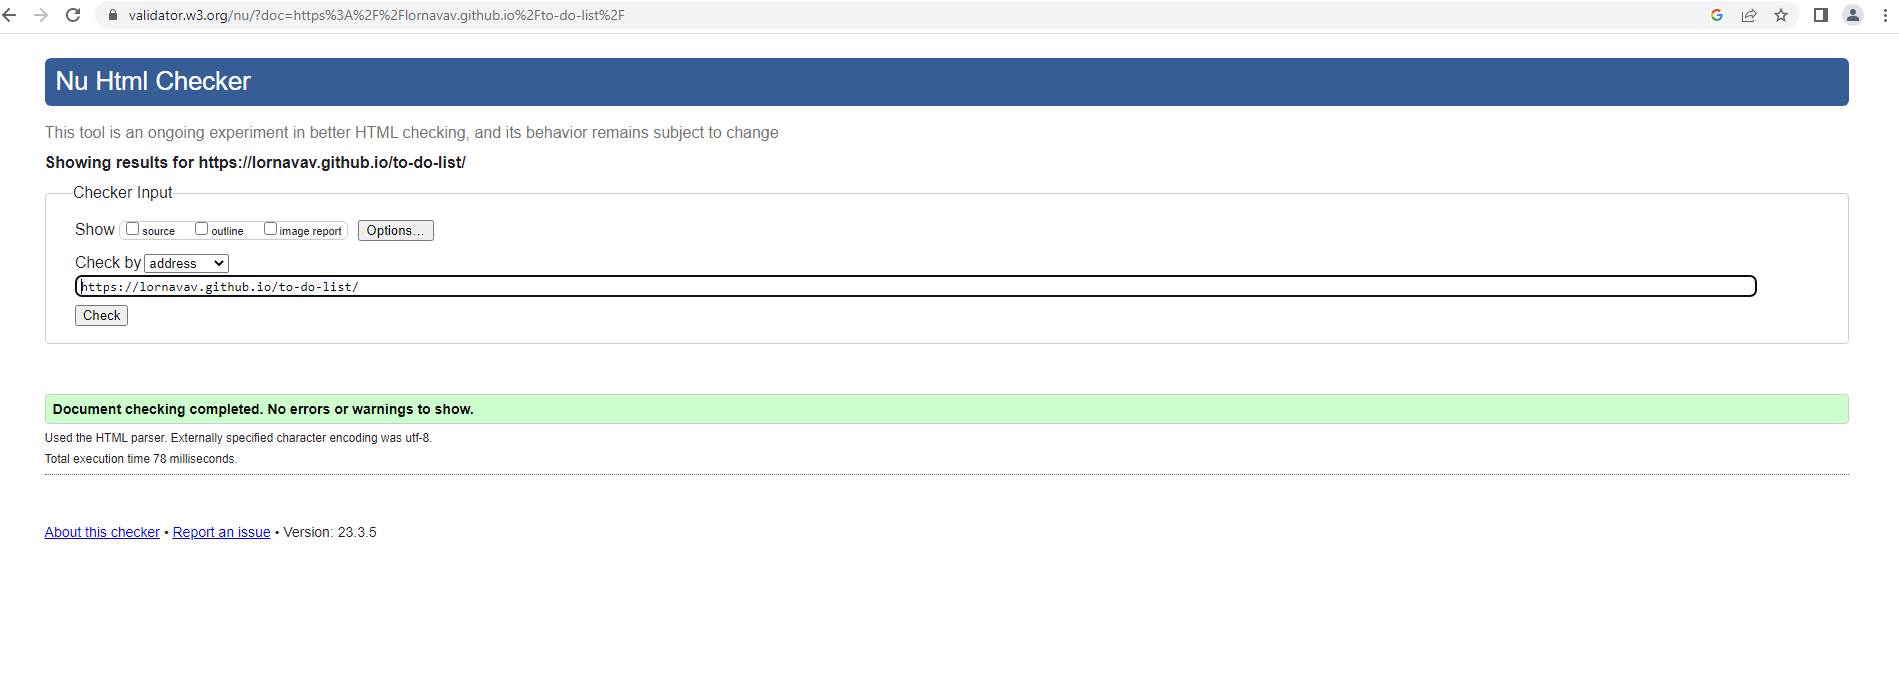 validator.w3.org/nu/?doc=https%3A%2F%2Flornavav.github.io%2Fto-do-list%2F
Nu Html Checker
This tool is an ongoing experiment in better HTML checking, and its behavior remains subject to change
Showing results for https://lornavav.github.io/to-do-list/
Checker Input
Show source outline image report Options...
Check by address
https://lornavav.github.io/to-do-list/
Check
Document checking completed. No errors or warnings to show.
Used the HTML parser. Externally specified character encoding was utf-8.
Total execution time 78 milliseconds.
About this checker • Report an issue • Version: 23.3.5